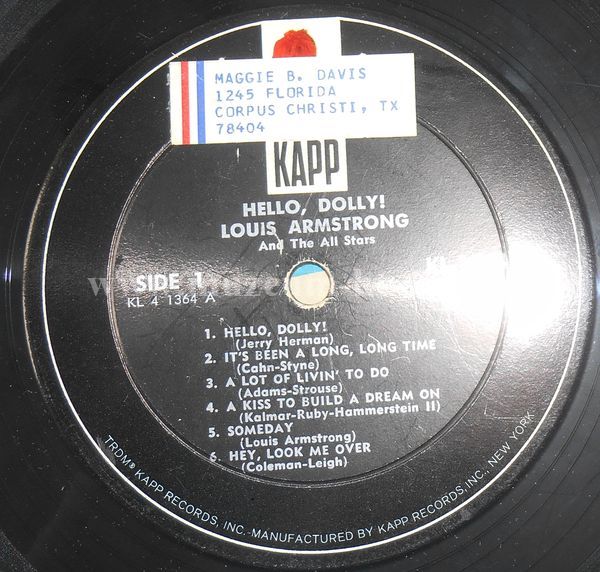 MAGGIE B. DAVIS
1245 FLORIDA
CORPUS CHRISTI, TX
78404
KAPP
HELLO, DOLLY!
LOUIS ARMSTRONG
And The All Stars
SIDE 1
KL 4 1364 A
1. HELLO, DOLLY!
(Jerry Herman)
2. IT'S BEEN A LONG, LONG TIME
(Cahn-Styne)
3. A LOT OF LIVIN' TO DO
(Adams-Strouse)
4. A KISS TO BUILD A DREAM ON
(Kalmar-Ruby-Hammerstein II)
5. SOMEDAY
(Louis Armstrong)
6. HEY, LOOK ME OVER
(Coleman-Leigh)
TRDM® KAPP RECORDS, INC.-MANUFACTURED BY KAPP RECORDS, INC., NEW YORK